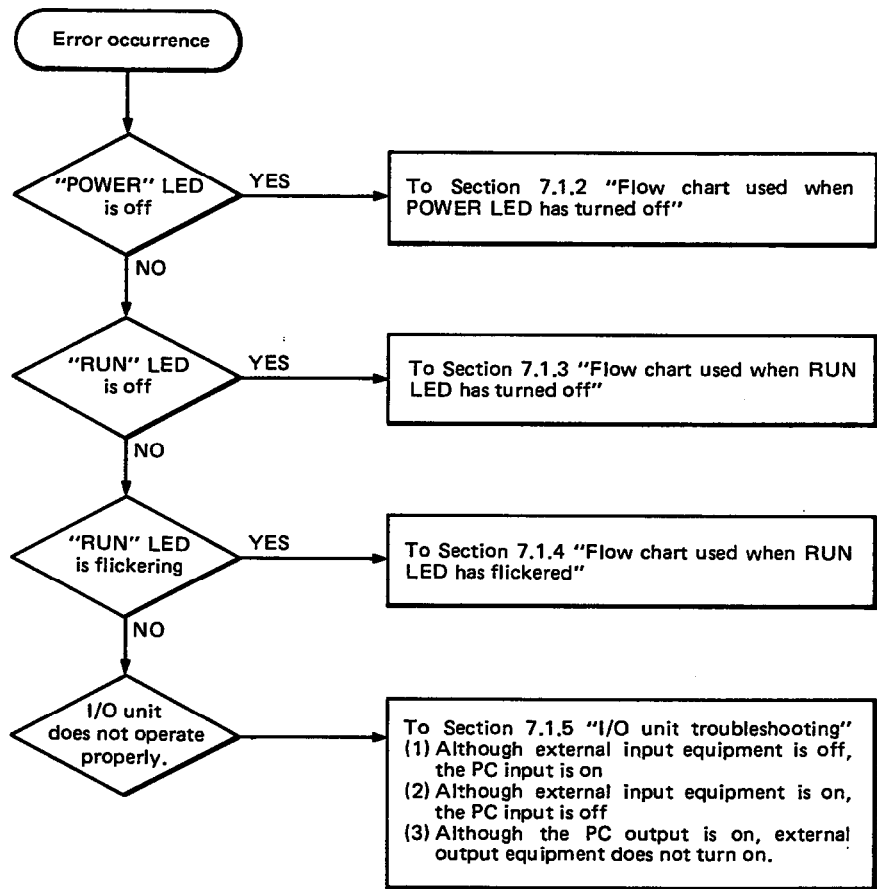 Error occurrence
"POWER" LED
is off
YES
To Section 7.1.2 "Flow chart used when
POWER LED has turned off"
NO
"RUN" LED
is off
YES
To Section 7.1.3 "Flow chart used when RUN
LED has turned off"
NO
"RUN" LED
is flickering
YES
To Section 7.1.4 "Flow chart used when RUN
LED has flickered"
NO
I/O unit
does not operate
properly.
To Section 7.1.5 "I/O unit troubleshooting"
(1) Although external input equipment is off,
the PC input is on
(2) Although external input equipment is on,
the PC input is off
(3) Although the PC output is on, external
output equipment does not turn on.